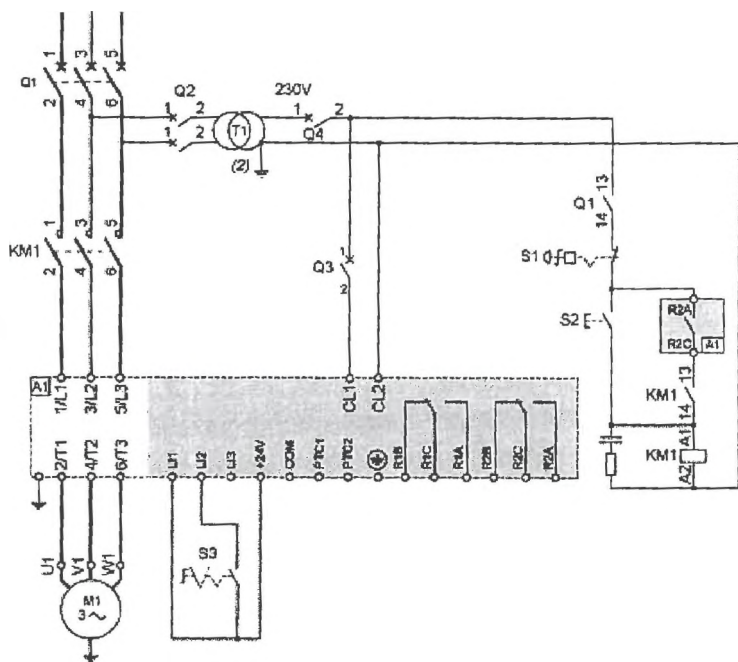 1 3 5
Q1
2 4 6
Q2
1 2
1 2
T1
(2)
230V
1 2
Q4
13
Q1
14
1 3 5
KM1
2 4 6
1
Q3
2
S1
S2
R2A
R2C
A1
13
KM1
14
A1
KM1
A2
A1
1/L1
3/L2
5/L3
CL1
CL2
2/T1
4/T2
6/T3
LI1
LI2
LI3
+24V
COM
PTC1
PTC2
R1B
R1C
R1A
R2B
R2C
R2A
S3
U1
V1
W1
M1
3 ~